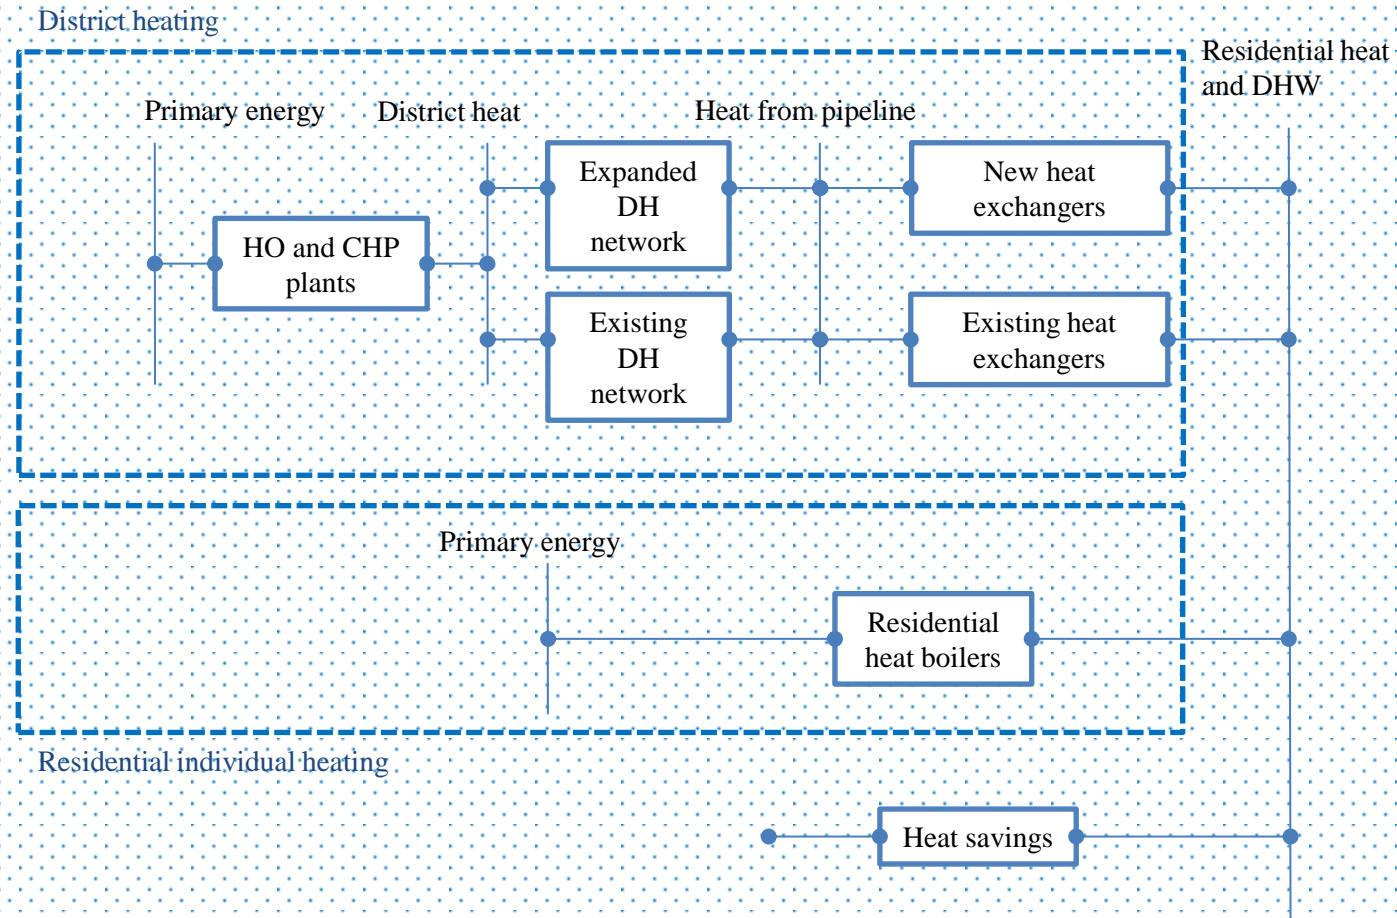 District heating
Residential heat
and DHW
Primary energy
District heat
Heat from pipeline
Expanded
DH
network
New heat
exchangers
HO and CHP
plants
Existing
DH
network
Existing heat
exchangers
Primary energy
Residential
heat boilers
Residential individual heating
Heat savings